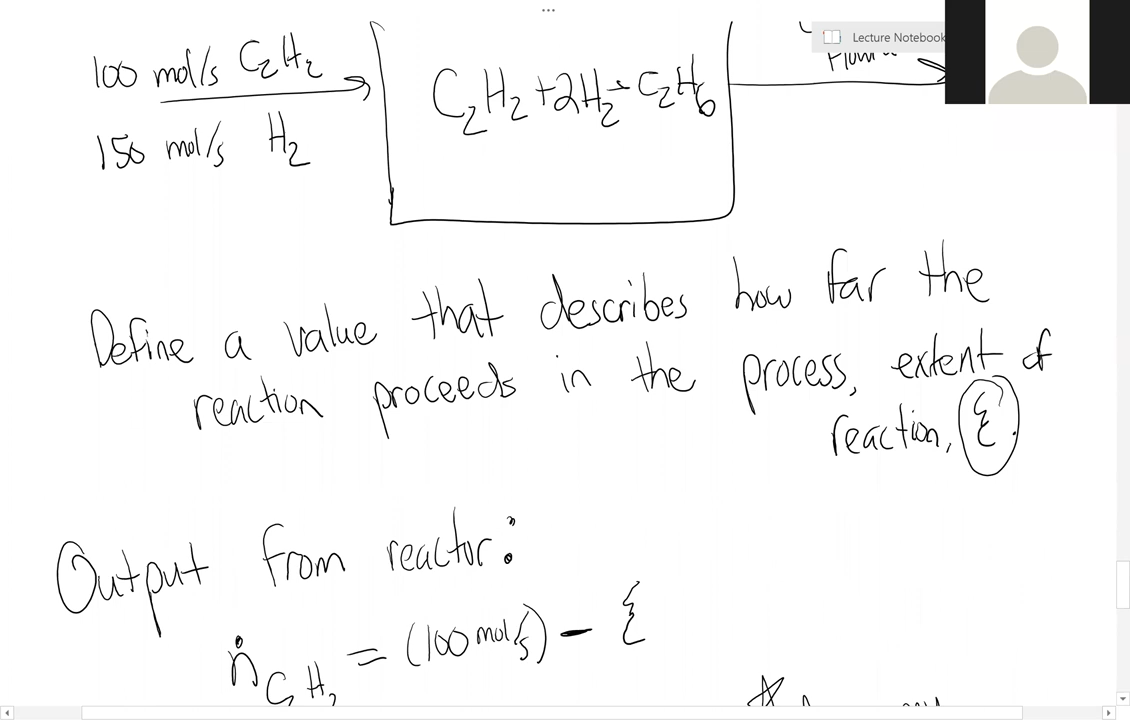 Lecture Notebook
100 mol/s C₂H₂
150 mol/s H₂
C₂H₂+2H₂=C₂H₆
Define a value that describes how far the
reaction proceeds in the process, extent of
reaction, ξ.
Output from reactor:
ṅ C₂H₂ = (100 mol/s) - ξ